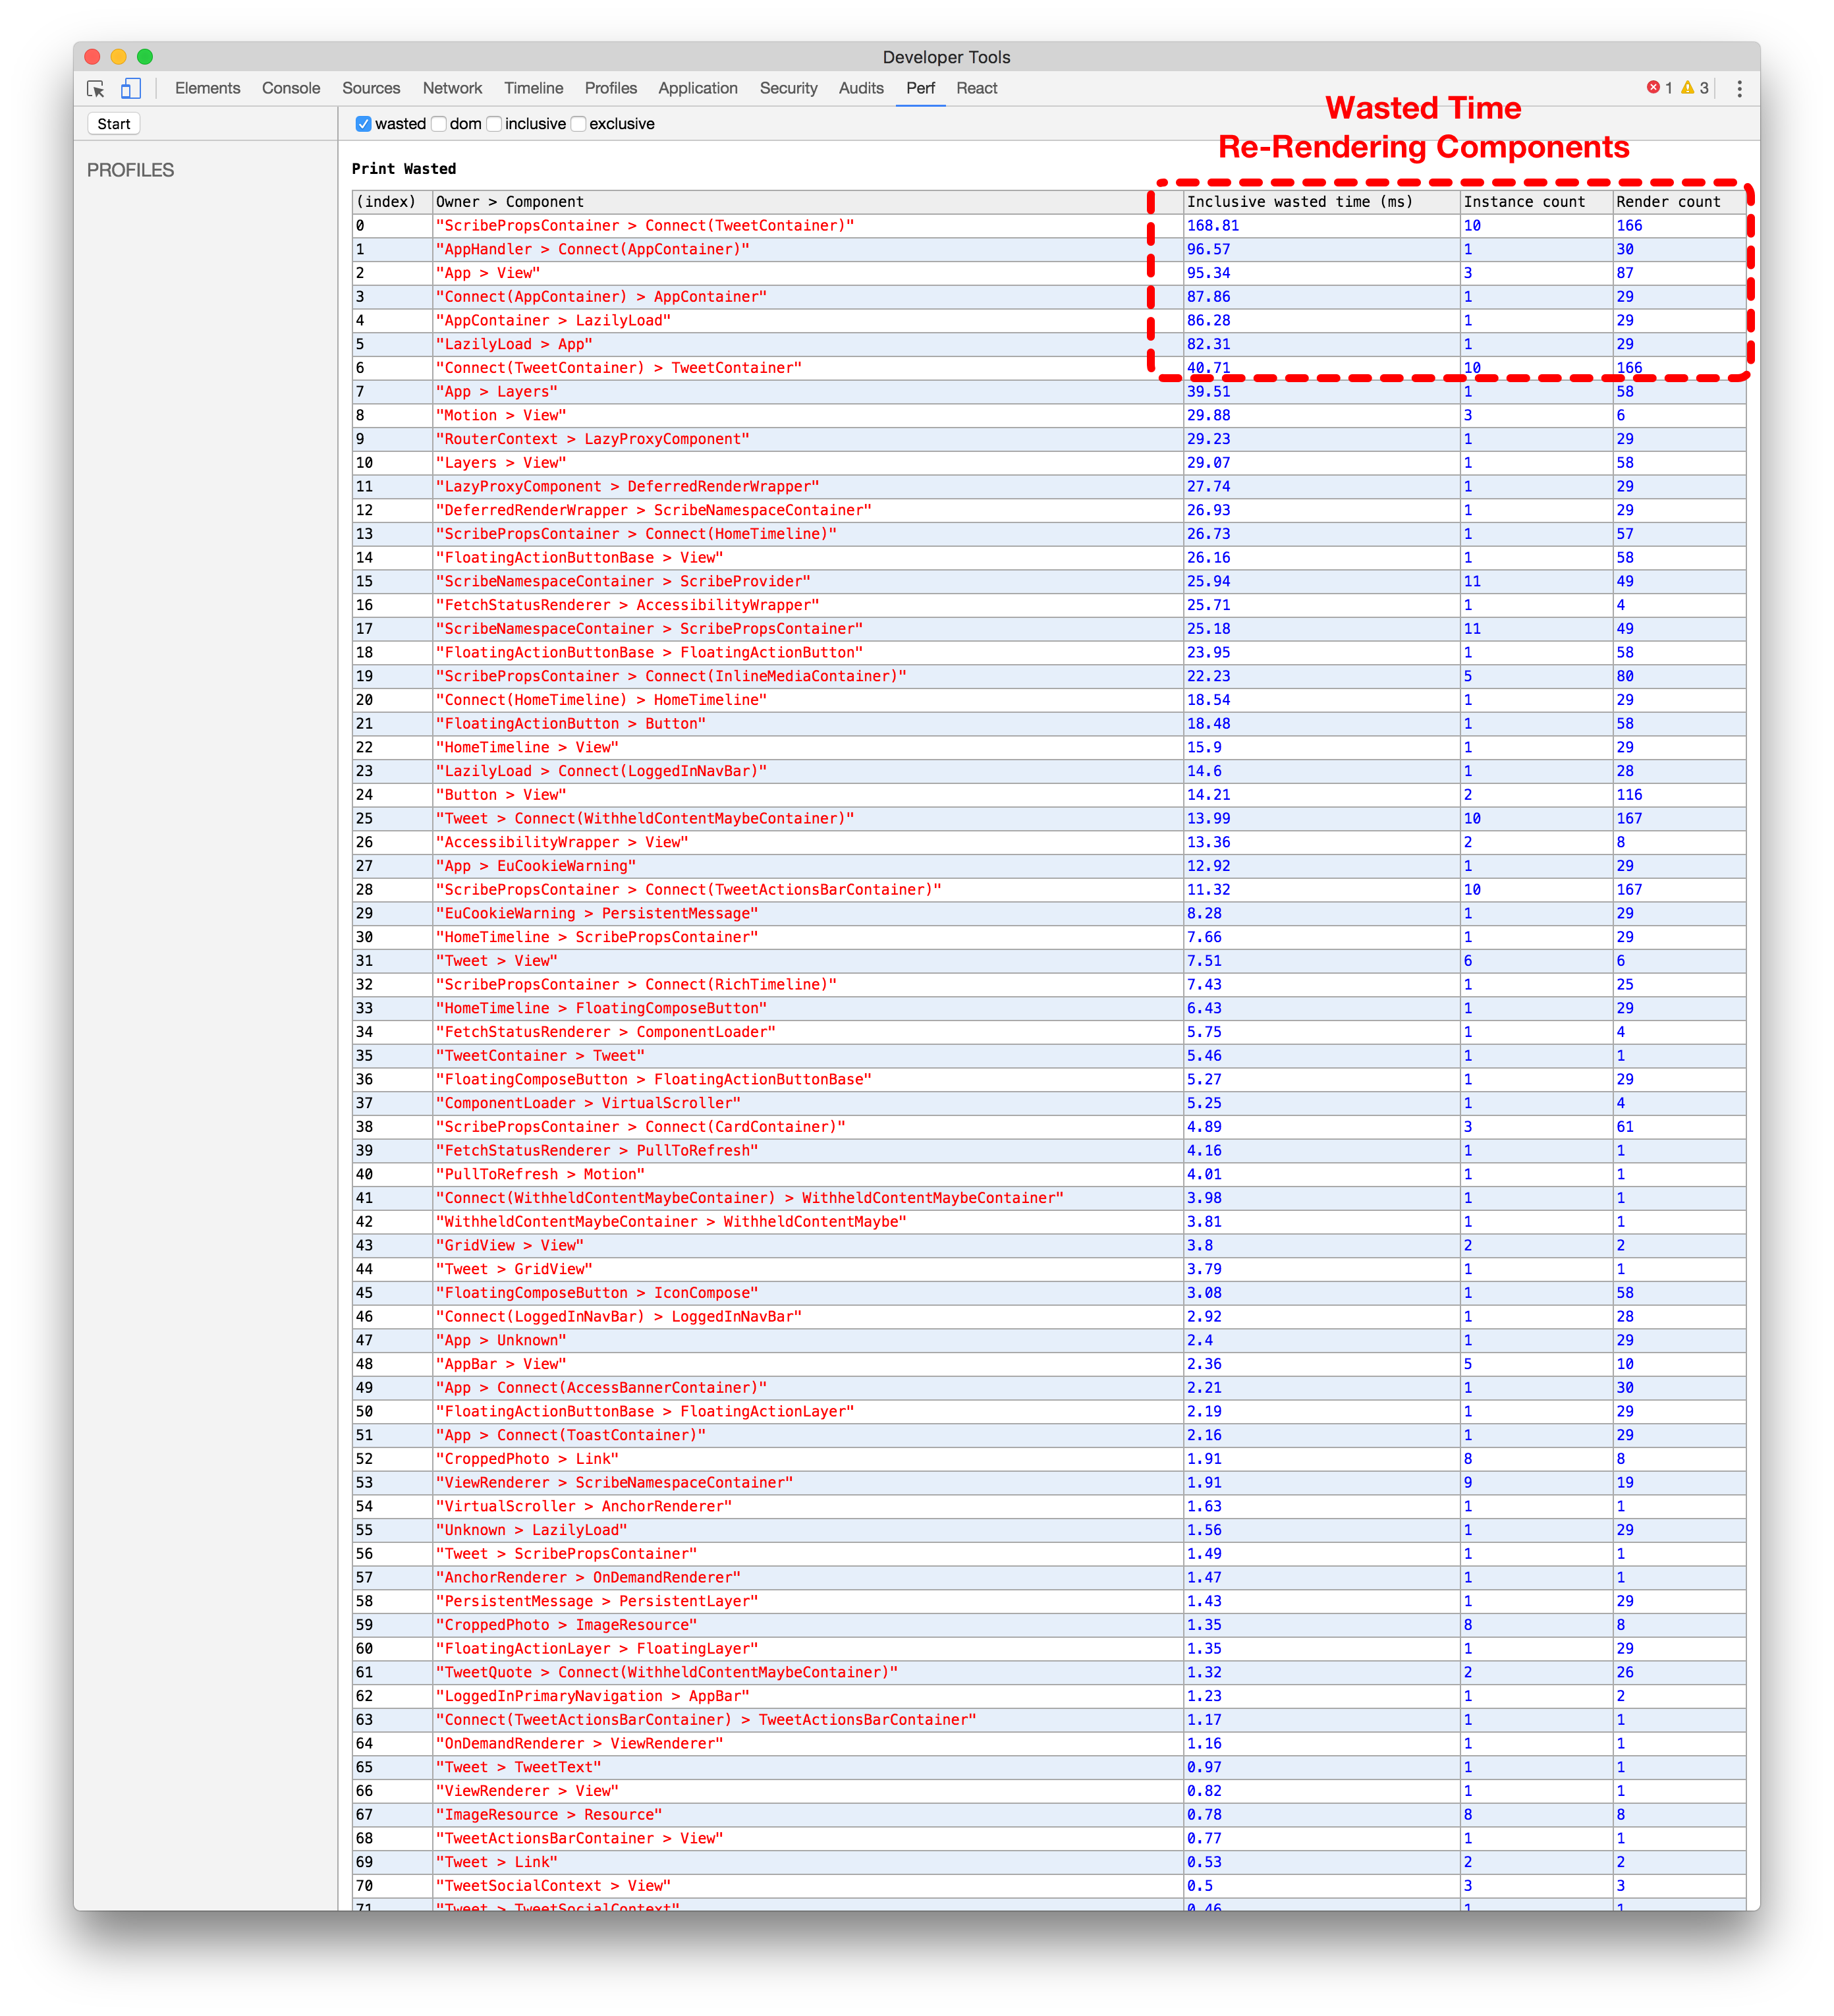 Developer Tools
Elements Console Sources Network Timeline Profiles Application Security Audits Perf React 1 3
Wasted Time
Re-Rendering Components
Start wasted dom inclusive exclusive
PROFILES
Print Wasted
(index) Owner > Component Inclusive wasted time (ms) Instance count Render count
0 "ScribePropsContainer > Connect(TweetContainer)" 168.81 10 166
1 "AppHandler > Connect(AppContainer)" 96.57 1 30
2 "App > View" 95.34 3 87
3 "Connect(AppContainer) > AppContainer" 87.86 1 29
4 "AppContainer > LazilyLoad" 86.28 1 29
5 "LazilyLoad > App" 82.31 1 29
6 "Connect(TweetContainer) > TweetContainer" 40.71 10 166
7 "App > Layers" 39.51 1 58
8 "Motion > View" 29.88 3 6
9 "RouterContext > LazyProxyComponent" 29.23 1 29
10 "Layers > View" 29.07 1 58
11 "LazyProxyComponent > DeferredRenderWrapper" 27.74 1 29
12 "DeferredRenderWrapper > ScribeNamespaceContainer" 26.93 1 29
13 "ScribePropsContainer > Connect(HomeTimeline)" 26.73 1 57
14 "FloatingActionButtonBase > View" 26.16 1 58
15 "ScribeNamespaceContainer > ScribeProvider" 25.94 11 49
16 "FetchStatusRenderer > AccessibilityWrapper" 25.71 1 4
17 "ScribeNamespaceContainer > ScribePropsContainer" 25.18 11 49
18 "FloatingActionButtonBase > FloatingActionButton" 23.95 1 58
19 "ScribePropsContainer > Connect(InlineMediaContainer)" 22.23 5 80
20 "Connect(HomeTimeline) > HomeTimeline" 18.54 1 29
21 "FloatingActionButton > Button" 18.48 1 58
22 "HomeTimeline > View" 15.9 1 29
23 "LazilyLoad > Connect(LoggedInNavBar)" 14.6 1 28
24 "Button > View" 14.21 2 116
25 "Tweet > Connect(WithheldContentMaybeContainer)" 13.99 10 167
26 "AccessibilityWrapper > View" 13.36 2 8
27 "App > EuCookieWarning" 12.92 1 29
28 "ScribePropsContainer > Connect(TweetActionsBarContainer)" 11.32 10 167
29 "EuCookieWarning > PersistentMessage" 8.28 1 29
30 "HomeTimeline > ScribePropsContainer" 7.66 1 29
31 "Tweet > View" 7.51 6 6
32 "ScribePropsContainer > Connect(RichTimeline)" 7.43 1 25
33 "HomeTimeline > FloatingComposeButton" 6.43 1 29
34 "FetchStatusRenderer > ComponentLoader" 5.75 1 4
35 "TweetContainer > Tweet" 5.46 1 1
36 "FloatingComposeButton > FloatingActionButtonBase" 5.27 1 29
37 "ComponentLoader > VirtualScroller" 5.25 1 4
38 "ScribePropsContainer > Connect(CardContainer)" 4.89 3 61
39 "FetchStatusRenderer > PullToRefresh" 4.16 1 1
40 "PullToRefresh > Motion" 4.01 1 1
41 "Connect(WithheldContentMaybeContainer) > WithheldContentMaybeContainer" 3.98 1 1
42 "WithheldContentMaybeContainer > WithheldContentMaybe" 3.81 1 1
43 "GridView > View" 3.8 2 2
44 "Tweet > GridView" 3.79 1 1
45 "FloatingComposeButton > IconCompose" 3.08 1 58
46 "Connect(LoggedInNavBar) > LoggedInNavBar" 2.92 1 28
47 "App > Unknown" 2.4 1 29
48 "AppBar > View" 2.36 5 10
49 "App > Connect(AccessBannerContainer)" 2.21 1 30
50 "FloatingActionButtonBase > FloatingActionLayer" 2.19 1 29
51 "App > Connect(ToastContainer)" 2.16 1 29
52 "CroppedPhoto > Link" 1.91 8 8
53 "ViewRenderer > ScribeNamespaceContainer" 1.91 9 19
54 "VirtualScroller > AnchorRenderer" 1.63 1 1
55 "Unknown > LazilyLoad" 1.56 1 29
56 "Tweet > ScribePropsContainer" 1.49 1 1
57 "AnchorRenderer > OnDemandRenderer" 1.47 1 1
58 "PersistentMessage > PersistentLayer" 1.43 1 29
59 "CroppedPhoto > ImageResource" 1.35 8 8
60 "FloatingActionLayer > FloatingLayer" 1.35 1 29
61 "TweetQuote > Connect(WithheldContentMaybeContainer)" 1.32 2 26
62 "LoggedInPrimaryNavigation > AppBar" 1.23 1 2
63 "Connect(TweetActionsBarContainer) > TweetActionsBarContainer" 1.17 1 1
64 "OnDemandRenderer > ViewRenderer" 1.16 1 1
65 "Tweet > TweetText" 0.97 1 1
66 "ViewRenderer > View" 0.82 1 1
67 "ImageResource > Resource" 0.78 8 8
68 "TweetActionsBarContainer > View" 0.77 1 1
69 "Tweet > Link" 0.53 2 2
70 "TweetSocialContext > View" 0.5 3 3
71 "Tweet > TweetSocialContext" 0.46 1 1